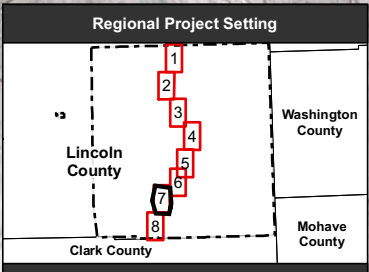 Regional Project Setting
1
2
3
4
5
6
7
8
Lincoln
County
Washington
County
Mohave
County
Clark County